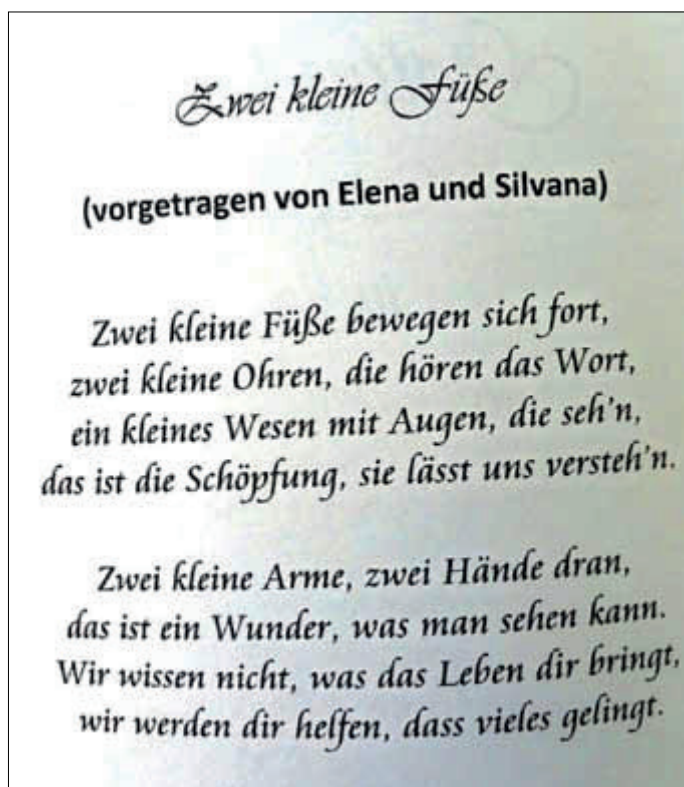 Zwei kleine Füße
(vorgetragen von Elena und Silvana)
Zwei kleine Füße bewegen sich fort,
zwei kleine Ohren, die hören das Wort,
ein kleines Wesen mit Augen, die seh'n,
das ist die Schöpfung, sie lässt uns versteh'n.
Zwei kleine Arme, zwei Hände dran,
das ist ein Wunder, was man sehen kann.
Wir wissen nicht, was das Leben dir bringt,
wir werden dir helfen, dass vieles gelingt.